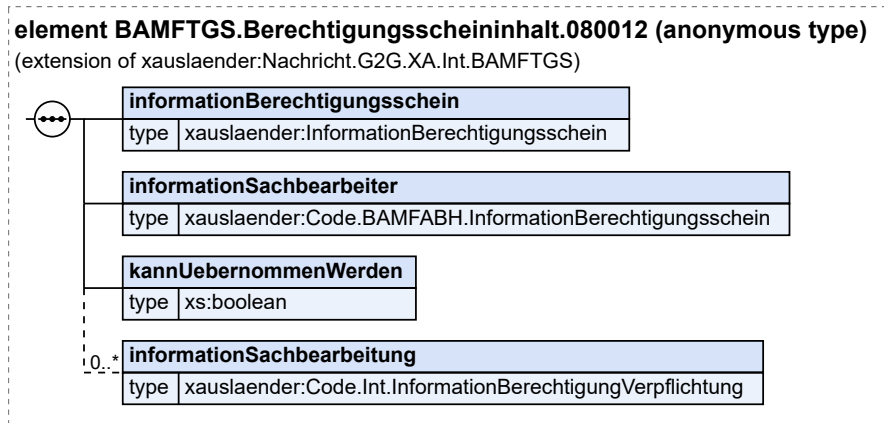 element BAMFTGS.Berechtigungsscheininhalt.080012 (anonymous type)
(extension of xauslaender:Nachricht.G2G.XA.Int.BAMFTGS)
informationBerechtigungsschein
type xauslaender:InformationBerechtigungsschein
informationSachbearbeiter
type xauslaender:Code.BAMFABH.InformationBerechtigungsschein
kannUebernommenWerden
type xs:boolean
0..* informationSachbearbeitung
type xauslaender:Code.Int.InformationBerechtigungVerpflichtung